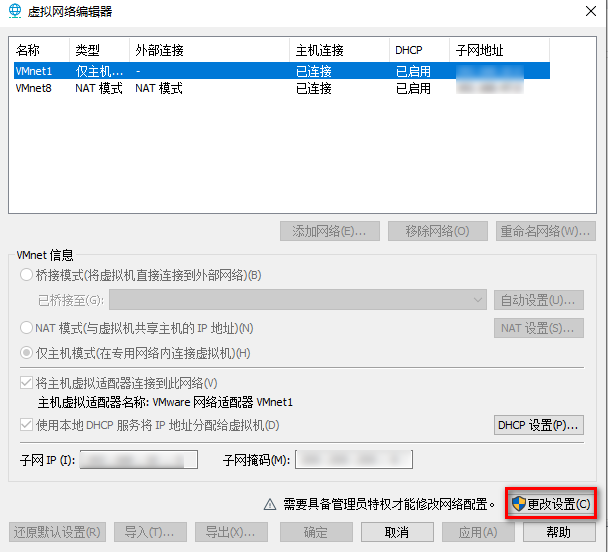 虚拟网络编辑器
名称 类型 外部连接 主机连接 DHCP 子网地址
VMnet1 仅主机... - 已连接 已启用
VMnet8 NAT 模式 NAT 模式 已连接 已启用
添加网络(E)... 移除网络(O) 重命名网络(W)...
VMnet 信息
桥接模式(将虚拟机直接连接到外部网络)(B)
已桥接至(G): 自动设置(U)...
NAT 模式(与虚拟机共享主机的 IP 地址)(N) NAT 设置(S)...
仅主机模式(在专用网络内连接虚拟机)(H)
将主机虚拟适配器连接到此网络(V)
主机虚拟适配器名称: VMware 网络适配器 VMnet1
使用本地 DHCP 服务将 IP 地址分配给虚拟机(D) DHCP 设置(P)...
子网 IP (I): 子网掩码(M):
需要具备管理员特权才能修改网络配置。 更改设置(C)
还原默认设置(R) 导入(T)... 导出(X)... 确定 取消 应用(A) 帮助